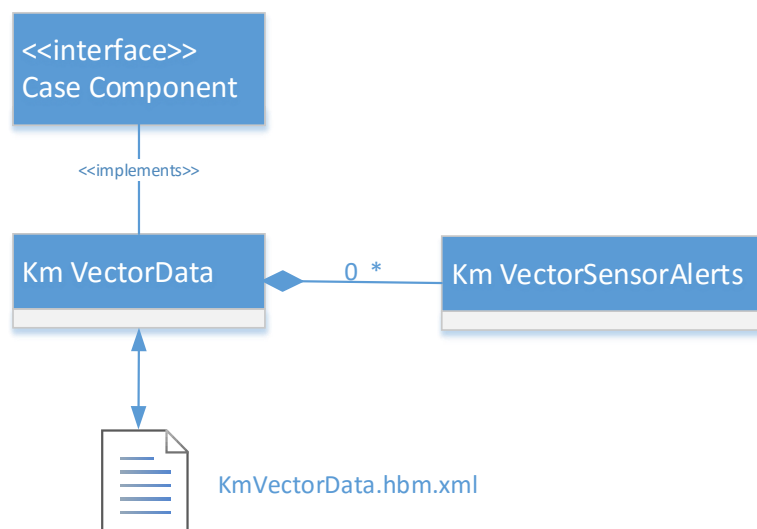 <<interface>>
Case Component
<<implements>>
Km VectorData
0 *
Km VectorSensorAlerts
KmVectorData.hbm.xml